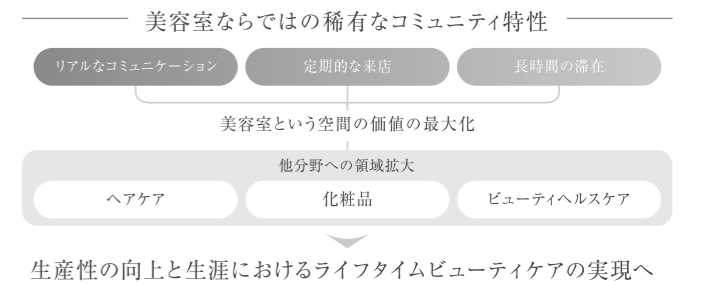 美容室ならではの稀有なコミュニティ特性
リアルなコミュニケーション
定期的な来店
長時間の滞在
美容室という空間の価値の最大化
他分野への領域拡大
ヘアケア
化粧品
ビューティヘルスケア
生産性の向上と生涯におけるライフタイムビューティケアの実現へ